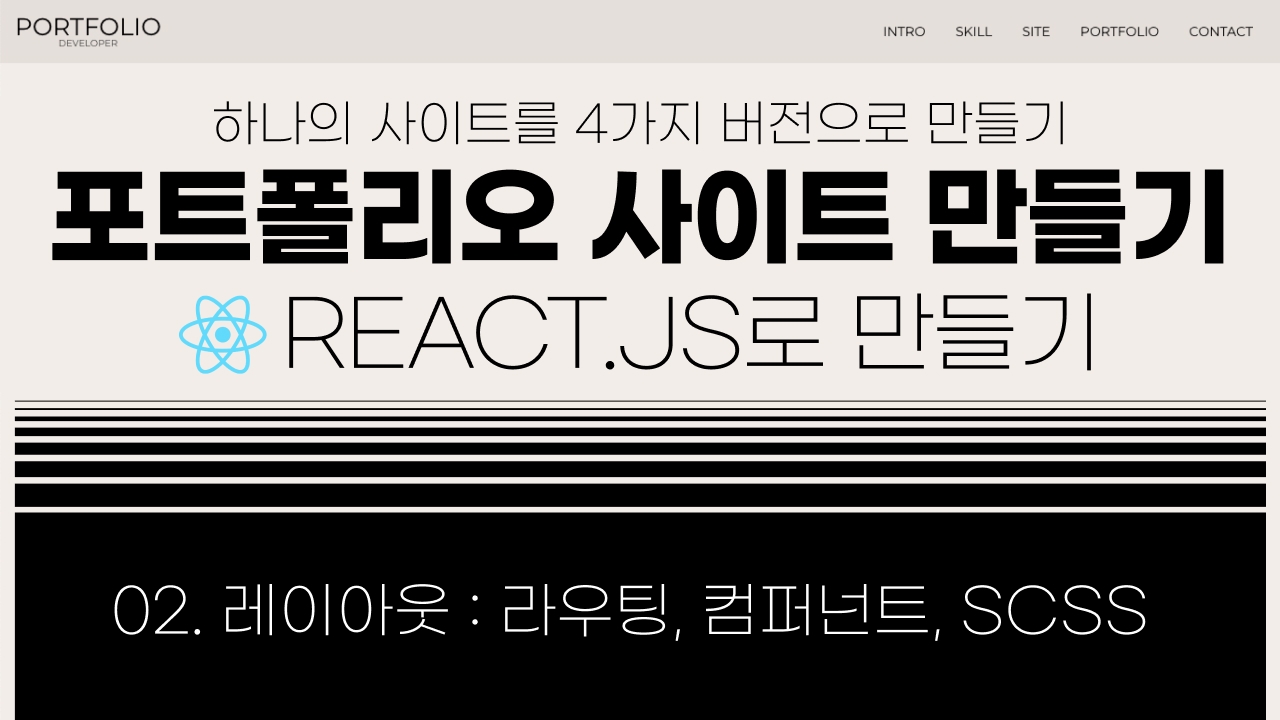 PORTFOLIO
DEVELOPER
INTRO SKILL SITE PORTFOLIO CONTACT
하나의 사이트를 4가지 버전으로 만들기
포트폴리오 사이트 만들기
REACT.JS로 만들기
02. 레이아웃 : 라우팅, 컴퍼넌트, SCSS